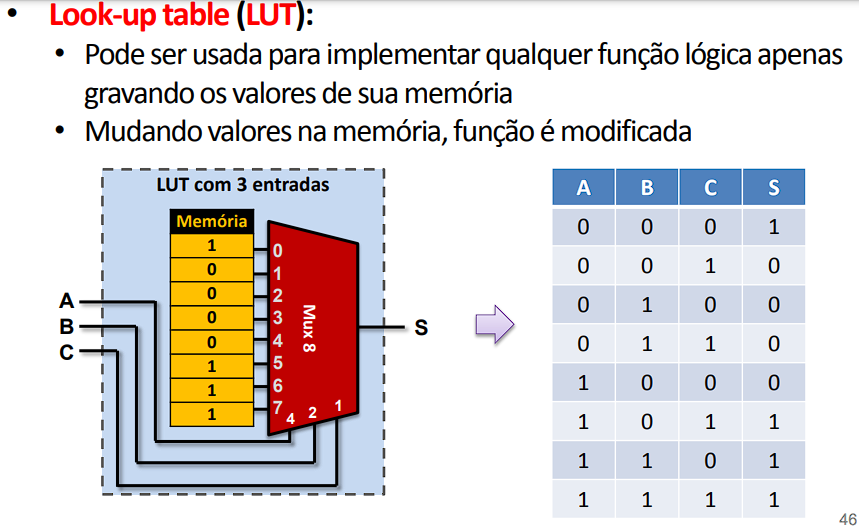 • Look-up table (LUT):
• Pode ser usada para implementar qualquer função lógica apenas
gravando os valores de sua memória
• Mudando valores na memória, função é modificada
LUT com 3 entradas
Memória
1
0
0
0
0
1
1
1
0
1
2
3
4
5
6
7
Mux 8
4 2 1
A
B
C
S
A B C S
0 0 0 1
0 0 1 0
0 1 0 0
0 1 1 0
1 0 0 0
1 0 1 1
1 1 0 1
1 1 1 1
46